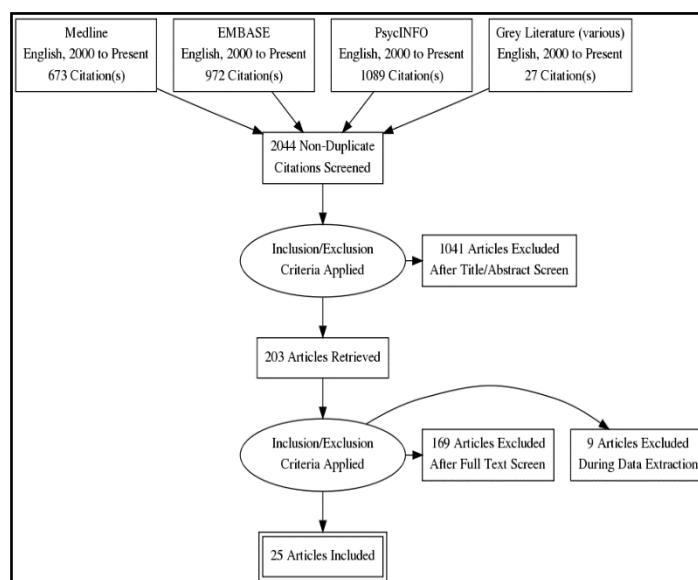 Medline
English, 2000 to Present
673 Citation(s)
EMBASE
English, 2000 to Present
972 Citation(s)
PsycINFO
English, 2000 to Present
1089 Citation(s)
Grey Literature (various)
English, 2000 to Present
27 Citation(s)
2044 Non-Duplicate
Citations Screened
Inclusion/Exclusion
Criteria Applied
1041 Articles Excluded
After Title/Abstract Screen
203 Articles Retrieved
Inclusion/Exclusion
Criteria Applied
169 Articles Excluded
After Full Text Screen
9 Articles Excluded
During Data Extraction
25 Articles Included